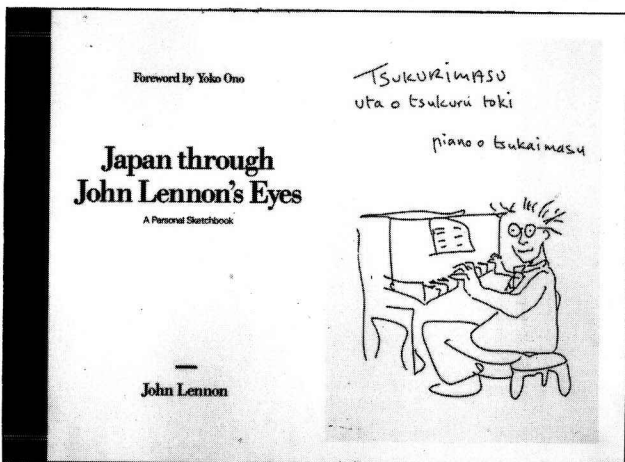 Foreword by Yoko Ono
Japan through
John Lennon's Eyes
A Personal Sketchbook
John Lennon
TSUKURIMASU
uta o tsukuru toki
piano o tsukaimasu